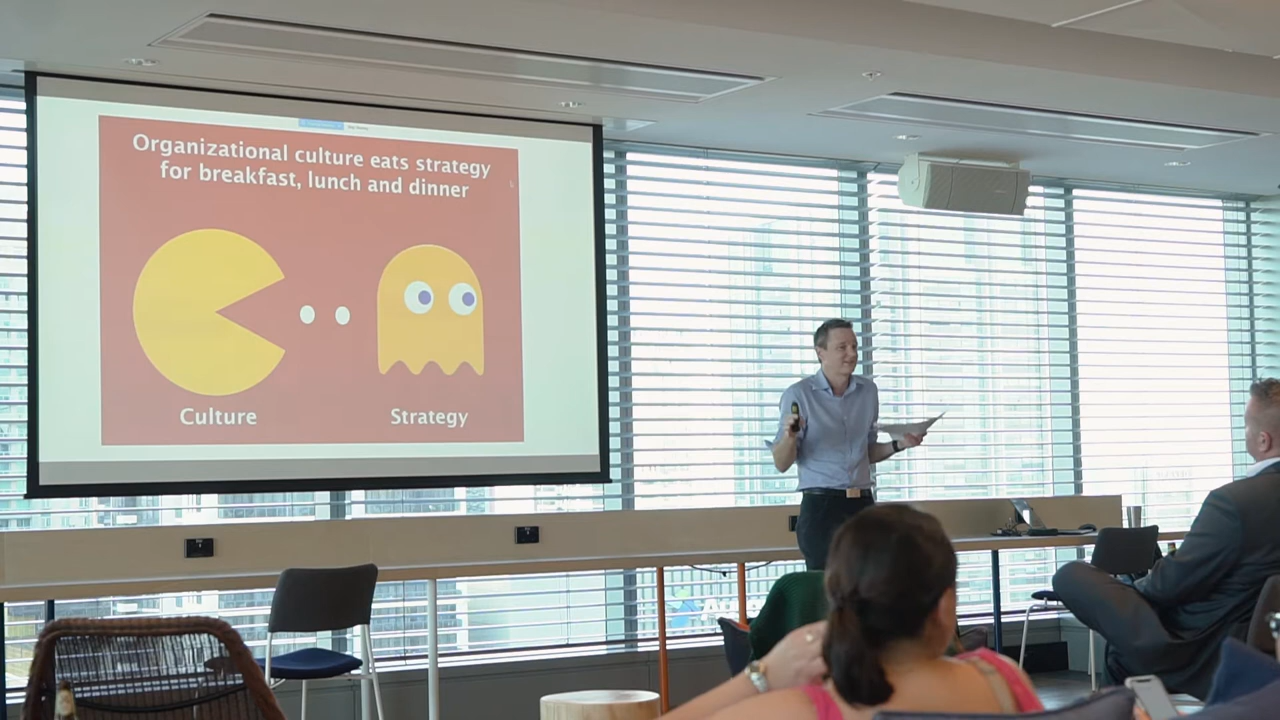 Organizational culture eats strategy
for breakfast, lunch and dinner
Culture
Strategy